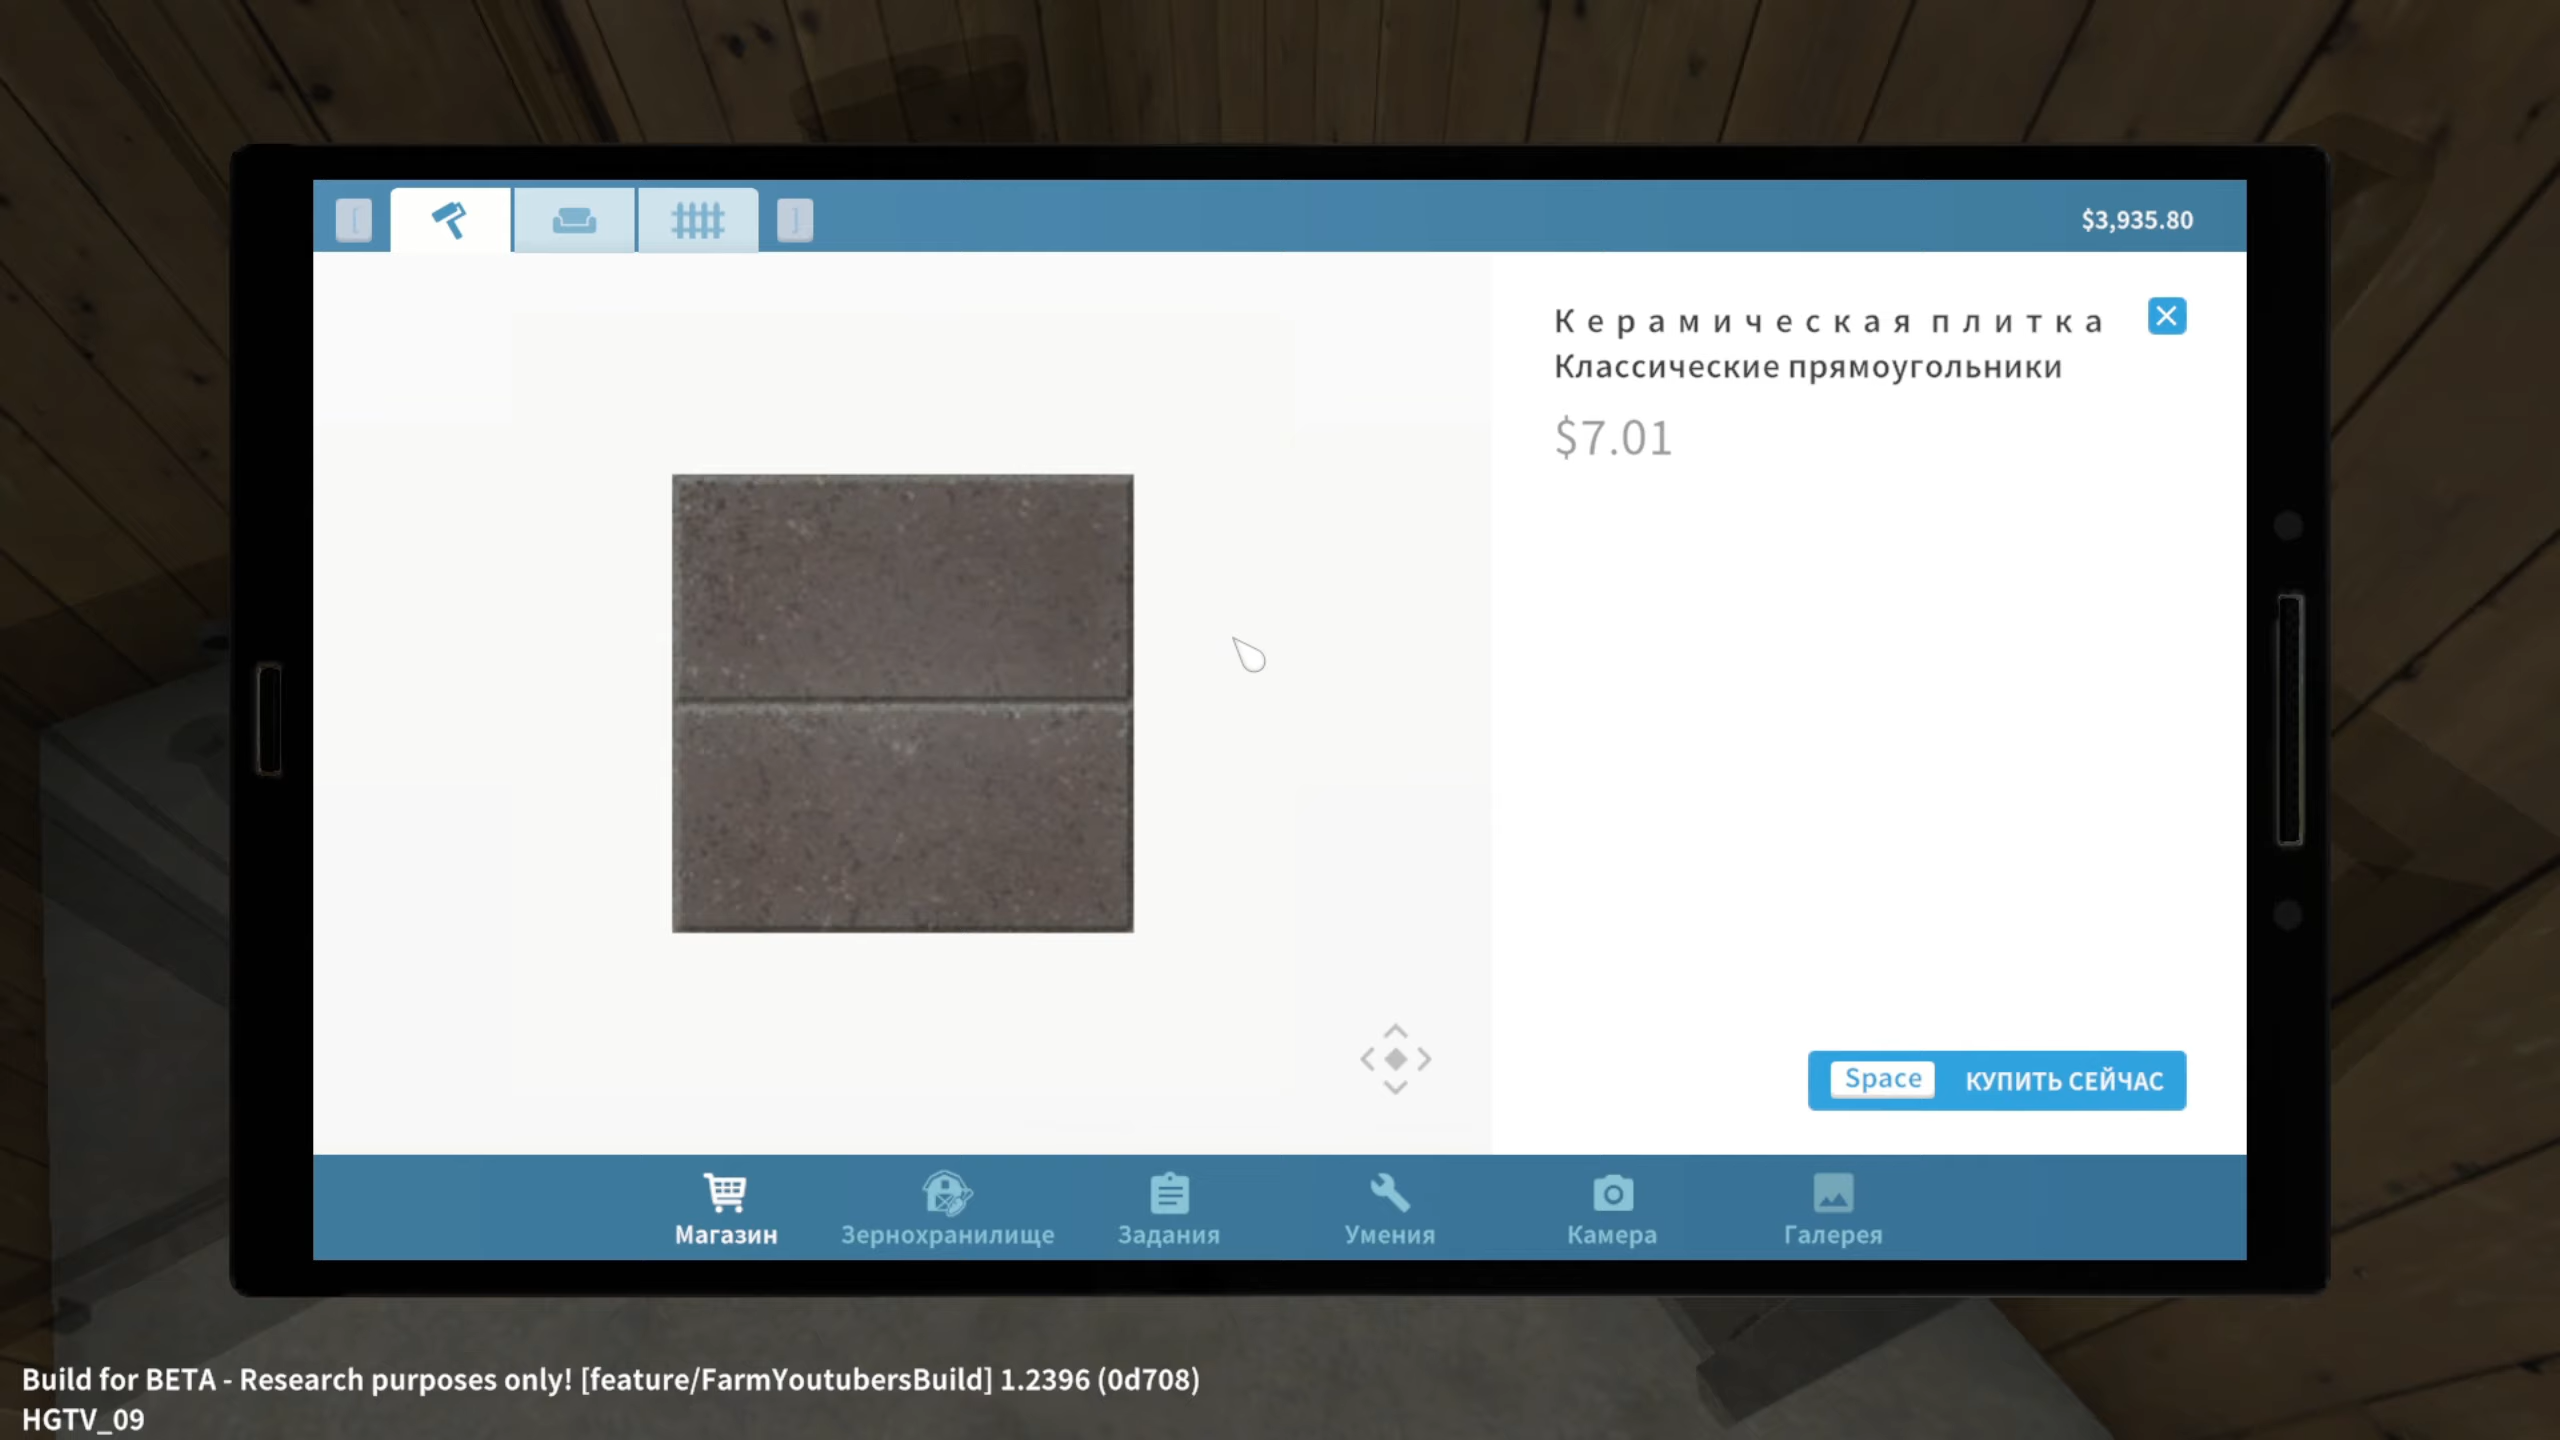 [ ] $3,935.80
Керамическая плитка
Классические прямоугольники
$7.01
Space КУПИТЬ СЕЙЧАС
Магазин Зернохранилище Задания Умения Камера Галерея
Build for BETA - Research purposes only! [feature/FarmYoutubersBuild] 1.2396 (0d708)
HGTV_09